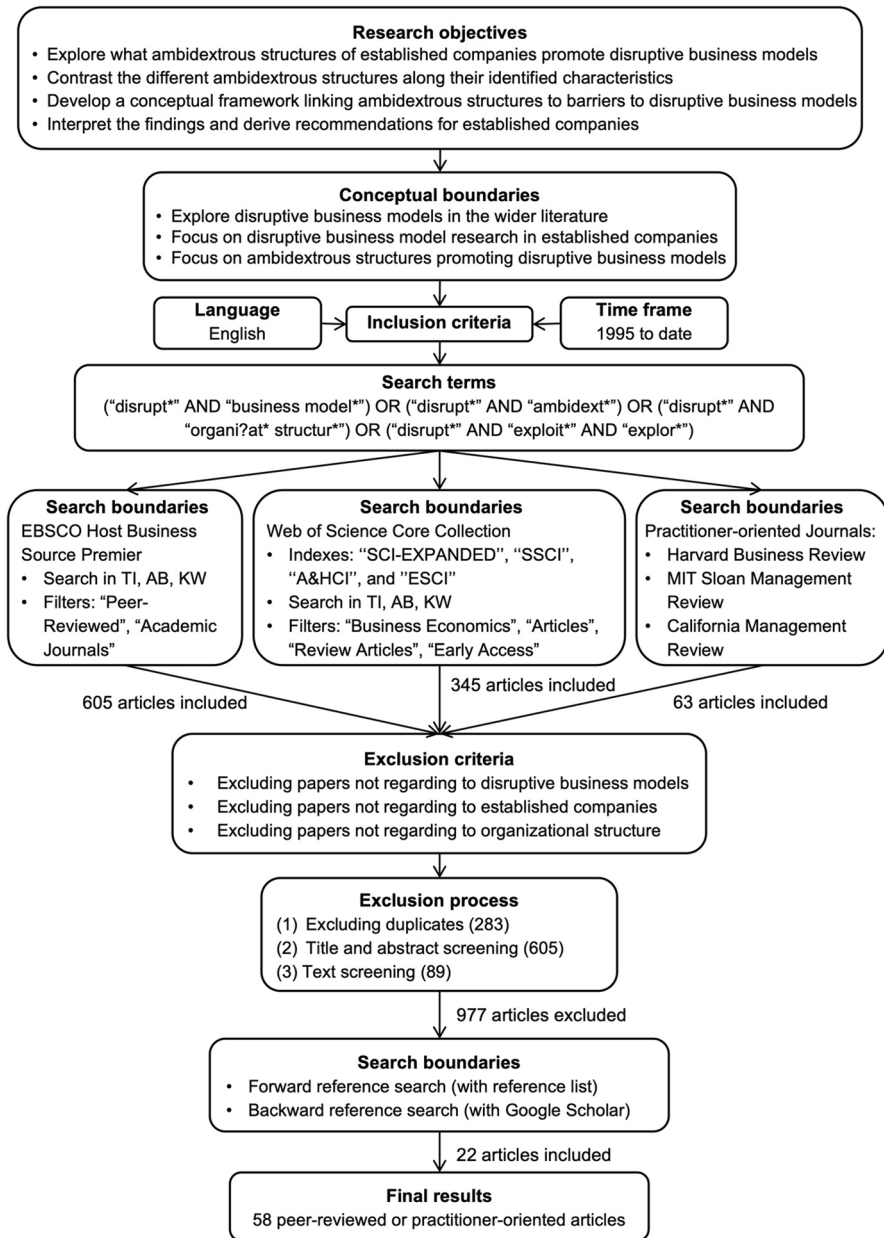 Research objectives
• Explore what ambidextrous structures of established companies promote disruptive business models
• Contrast the different ambidextrous structures along their identified characteristics
• Develop a conceptual framework linking ambidextrous structures to barriers to disruptive business models
• Interpret the findings and derive recommendations for established companies
Conceptual boundaries
• Explore disruptive business models in the wider literature
• Focus on disruptive business model research in established companies
• Focus on ambidextrous structures promoting disruptive business models
Language
English
Inclusion criteria
Time frame
1995 to date
Search terms
(“disrupt*” AND “business model*”) OR (“disrupt*” AND “ambidext*”) OR (“disrupt*” AND
“organi?at* structur*”) OR (“disrupt*” AND “exploit*” AND “explor*”)
Search boundaries
EBSCO Host Business
Source Premier
• Search in TI, AB, KW
• Filters: “Peer-
Reviewed”, “Academic
Journals”
Search boundaries
Web of Science Core Collection
• Indexes: ‘‘SCI-EXPANDED’’, ‘‘SSCI’’,
‘‘A&HCI’’, and ‘‘ESCI’’
• Search in TI, AB, KW
• Filters: “Business Economics”, “Articles”,
“Review Articles”, “Early Access”
Search boundaries
Practitioner-oriented Journals:
• Harvard Business Review
• MIT Sloan Management
Review
• California Management
Review
605 articles included
345 articles included
63 articles included
Exclusion criteria
• Excluding papers not regarding to disruptive business models
• Excluding papers not regarding to established companies
• Excluding papers not regarding to organizational structure
Exclusion process
(1) Excluding duplicates (283)
(2) Title and abstract screening (605)
(3) Text screening (89)
977 articles excluded
Search boundaries
• Forward reference search (with reference list)
• Backward reference search (with Google Scholar)
22 articles included
Final results
58 peer-reviewed or practitioner-oriented articles